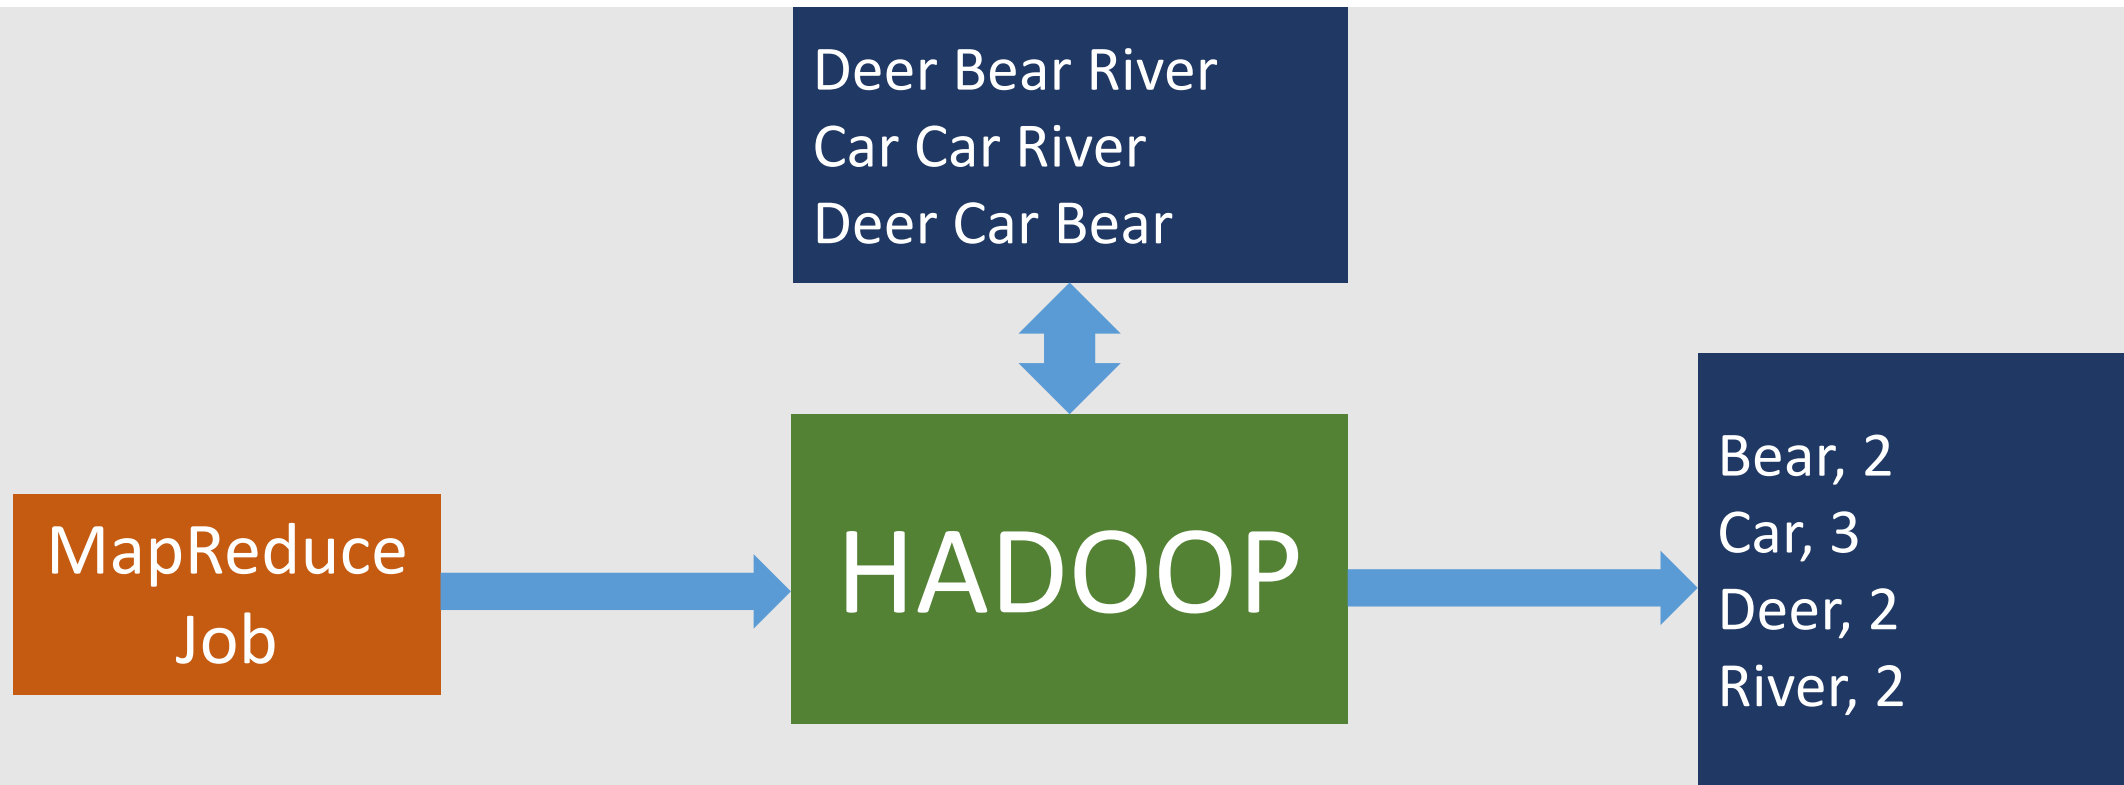 Deer Bear River
Car Car River
Deer Car Bear
MapReduce
Job
HADOOP
Bear, 2
Car, 3
Deer, 2
River, 2